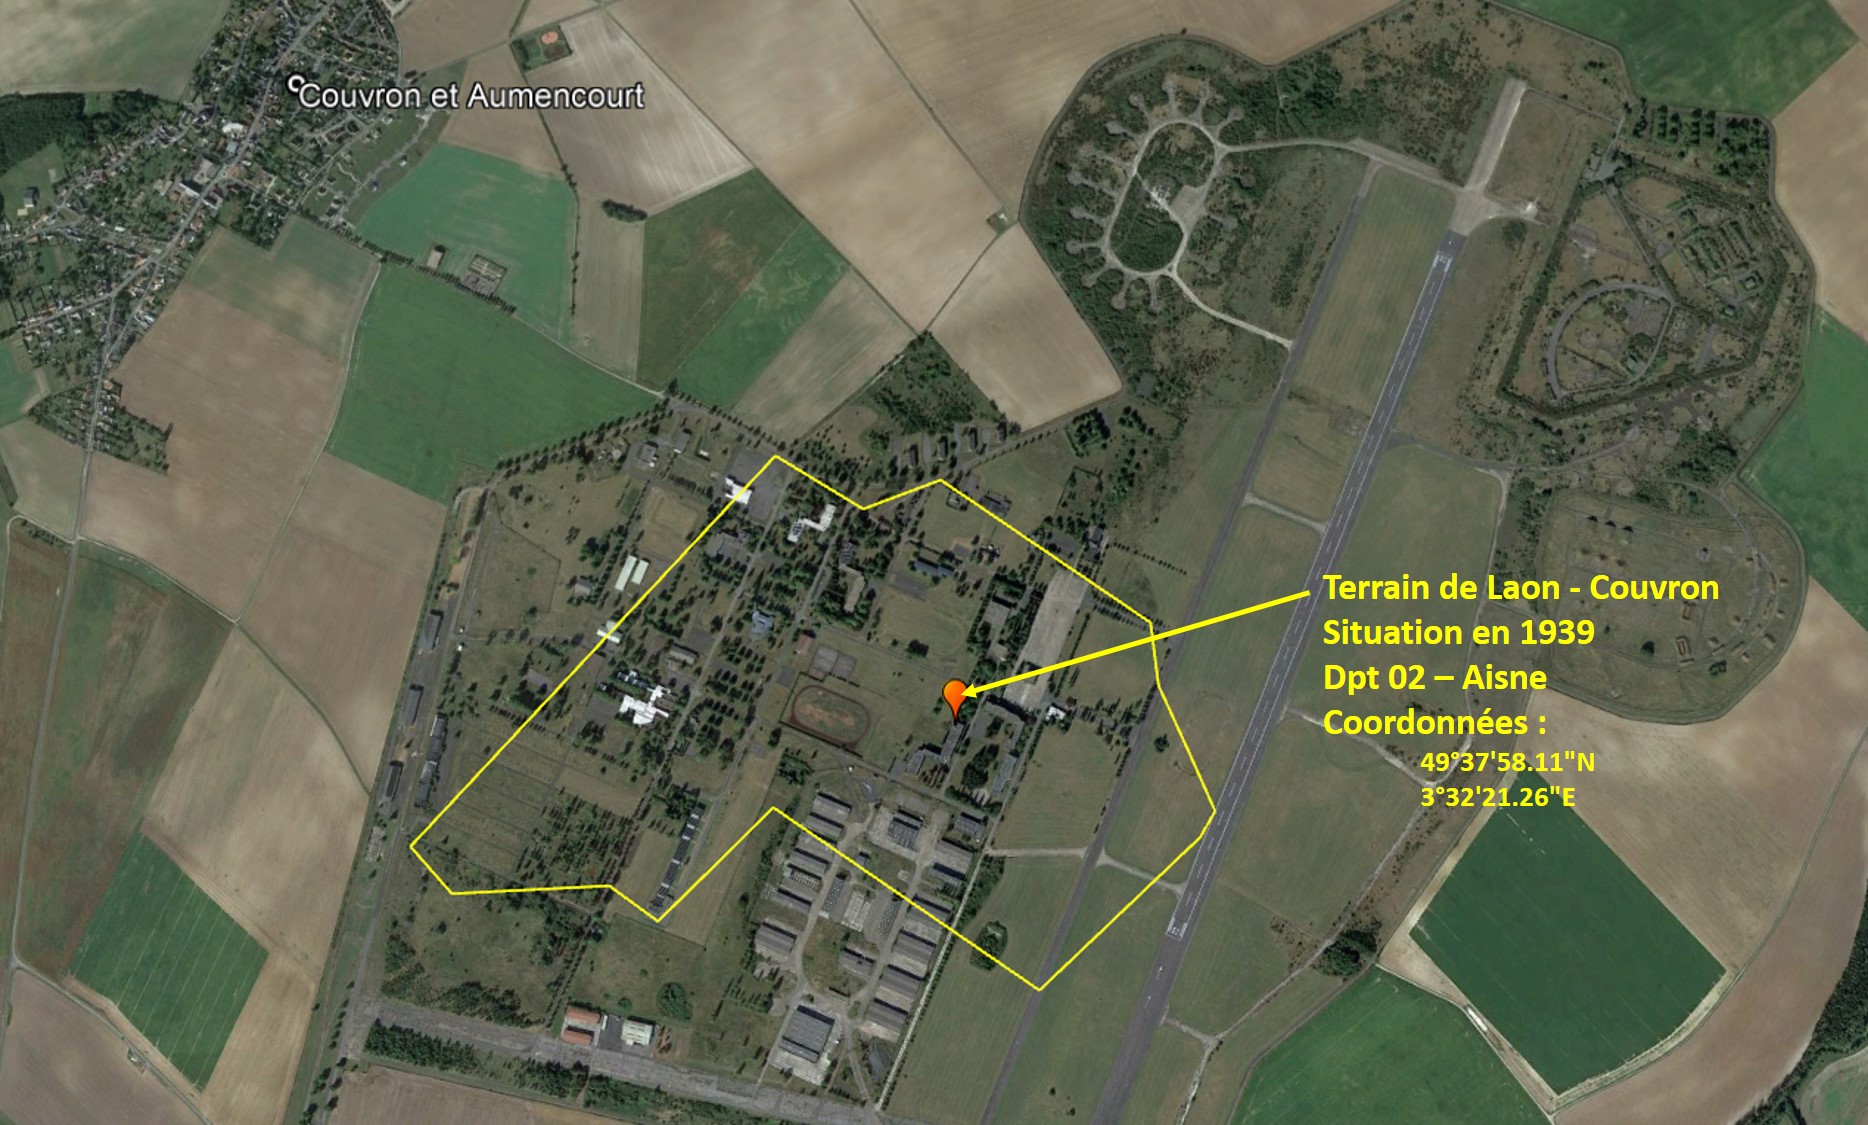 Couvron et Aumencourt
Terrain de Laon - Couvron
Situation en 1939
Dpt 02 – Aisne
Coordonnées :
49°37'58.11"N
3°32'21.26"E